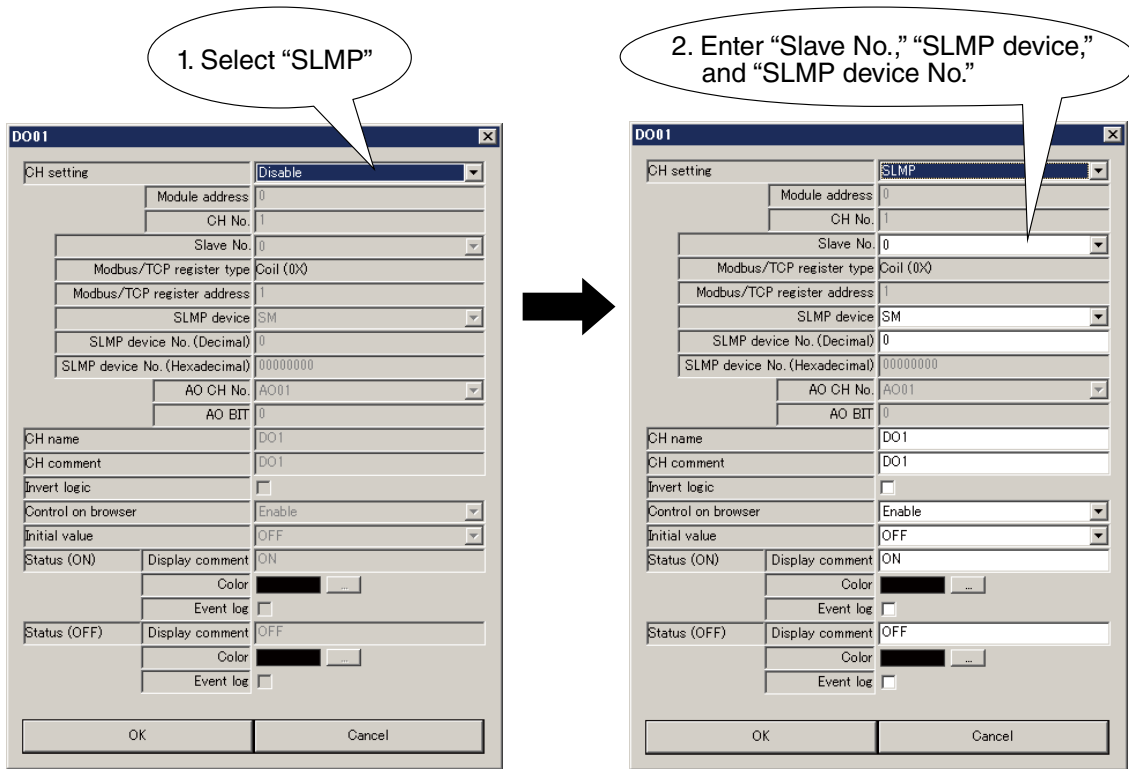 1. Select “SLMP”
2. Enter “Slave No.,” “SLMP device,”
and “SLMP device No.”
DO01
CH setting Disable
Module address 0
CH No. 1
Slave No. 0
Modbus/TCP register type Coil (0X)
Modbus/TCP register address 1
SLMP device SM
SLMP device No. (Decimal) 0
SLMP device No. (Hexadecimal) 00000000
AO CH No. AO01
AO BIT 0
CH name DO1
CH comment DO1
Invert logic
Control on browser Enable
Initial value OFF
Status (ON) Display comment ON
Color ...
Event log
Status (OFF) Display comment OFF
Color ...
Event log
OK Cancel
DO01
CH setting SLMP
Module address 0
CH No. 1
Slave No. 0
Modbus/TCP register type Coil (0X)
Modbus/TCP register address 1
SLMP device SM
SLMP device No. (Decimal) 0
SLMP device No. (Hexadecimal) 00000000
AO CH No. AO01
AO BIT 0
CH name DO1
CH comment DO1
Invert logic
Control on browser Enable
Initial value OFF
Status (ON) Display comment ON
Color ...
Event log
Status (OFF) Display comment OFF
Color ...
Event log
OK Cancel